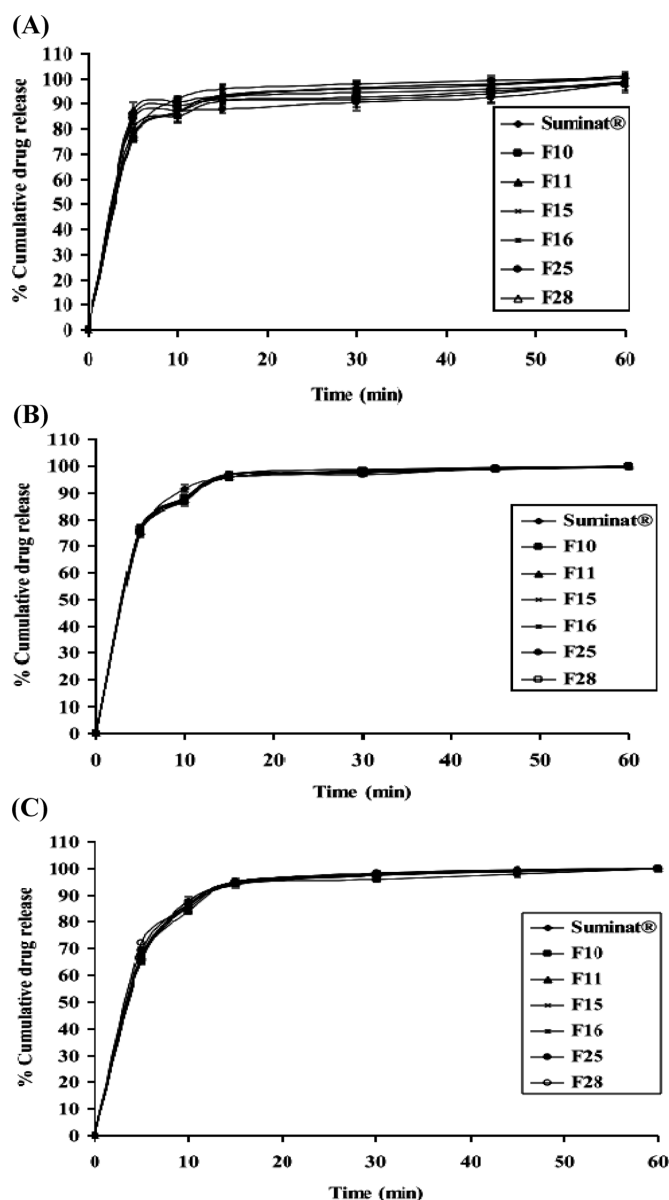 (A)
% Cumulative drug release
110
100
90
80
70
60
50
40
30
20
10
0
Suminat®
F10
F11
F15
F16
F25
F28
0 10 20 30 40 50 60
Time (min)
(B)
% Cumulative drug release
110
100
90
80
70
60
50
40
30
20
10
0
Suminat®
F10
F11
F15
F16
F25
F28
0 10 20 30 40 50 60
Time (min)
(C)
% Cumulative drug release
110
100
90
80
70
60
50
40
30
20
10
0
Suminat®
F10
F11
F15
F16
F25
F28
0 10 20 30 40 50 60
Time (min)